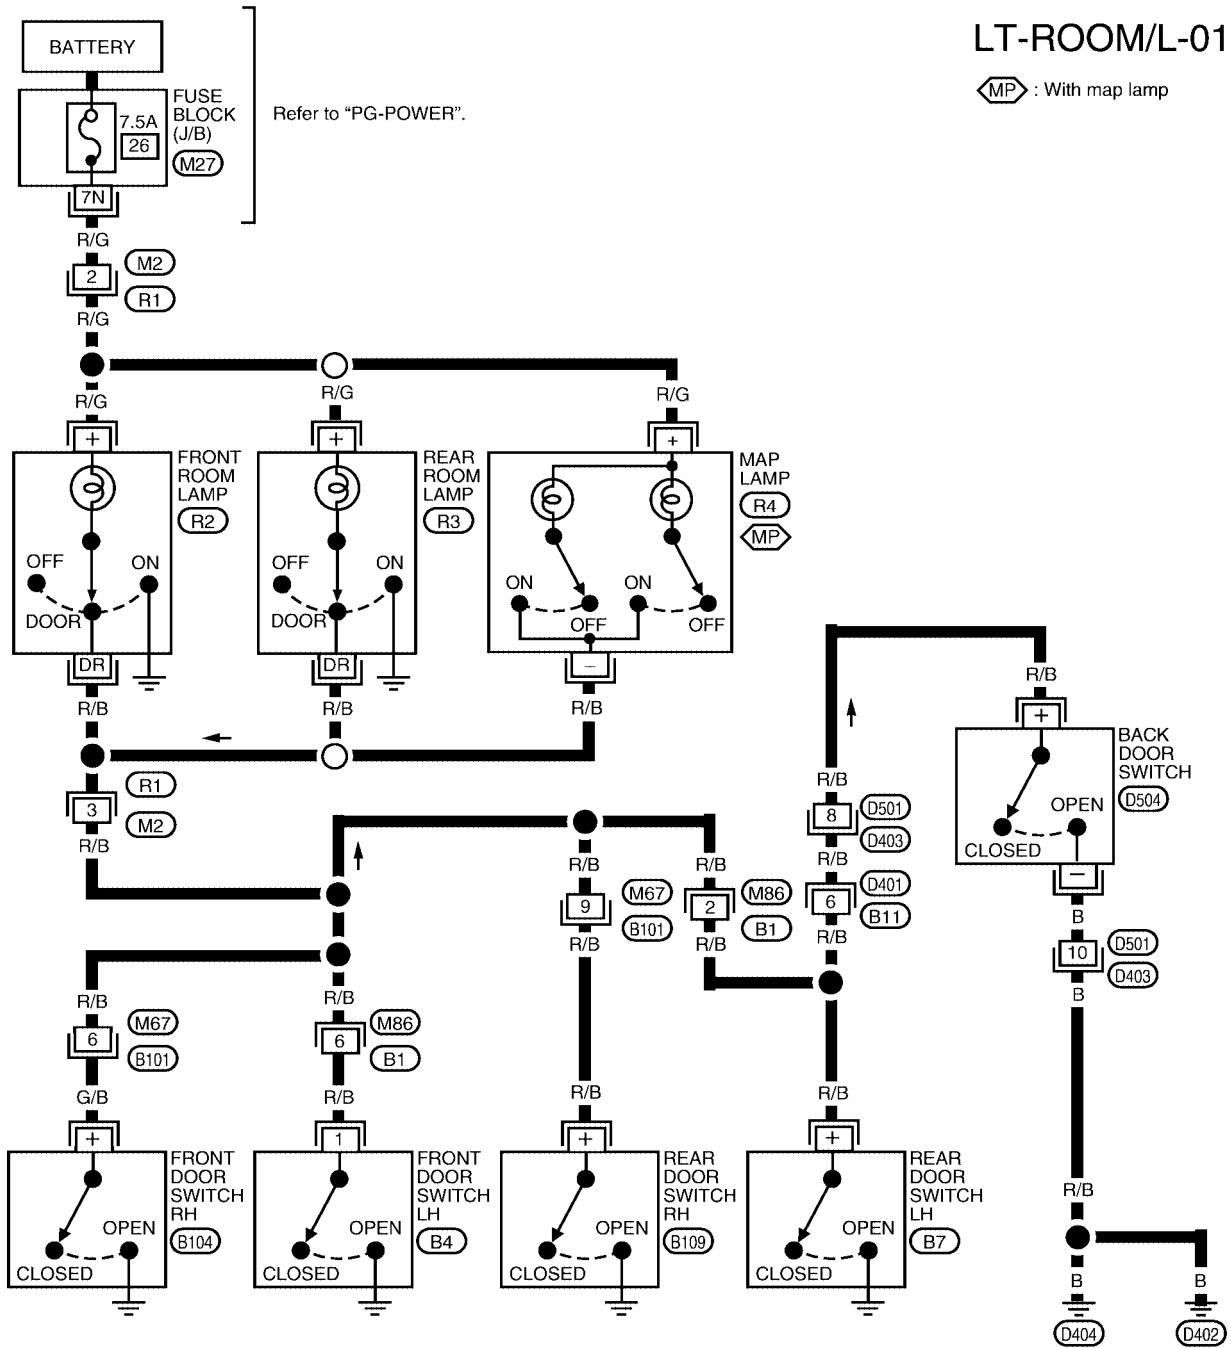 LT-ROOM/L-01
MP : With map lamp
BATTERY
FUSE
BLOCK
(J/B)
M27
7.5A
26
Refer to “PG-POWER”.
7N
R/G
2
M2
R1
R/G
R/G
R/G
R/G
+
+
+
FRONT
ROOM
LAMP
R2
OFF
ON
DOOR
DR
REAR
ROOM
LAMP
R3
OFF
ON
DOOR
DR
MAP
LAMP
R4
MP
ON
OFF
ON
OFF
–
R/B
R/B
R/B
R/B
+
BACK
DOOR
SWITCH
D504
OPEN
CLOSED
–
R1
3
M2
R/B
R/B
8
D501
D403
R/B
6
D401
B11
R/B
R/B
9
M67
B101
R/B
R/B
2
M86
B1
R/B
B
10
D501
D403
B
R/B
6
M67
B101
G/B
R/B
6
M86
B1
R/B
R/B
R/B
+
1
+
+
FRONT
DOOR
SWITCH
RH
B104
OPEN
CLOSED
FRONT
DOOR
SWITCH
LH
B4
OPEN
CLOSED
REAR
DOOR
SWITCH
RH
B109
OPEN
CLOSED
REAR
DOOR
SWITCH
LH
B7
OPEN
CLOSED
R/B
B
B
D404
D402